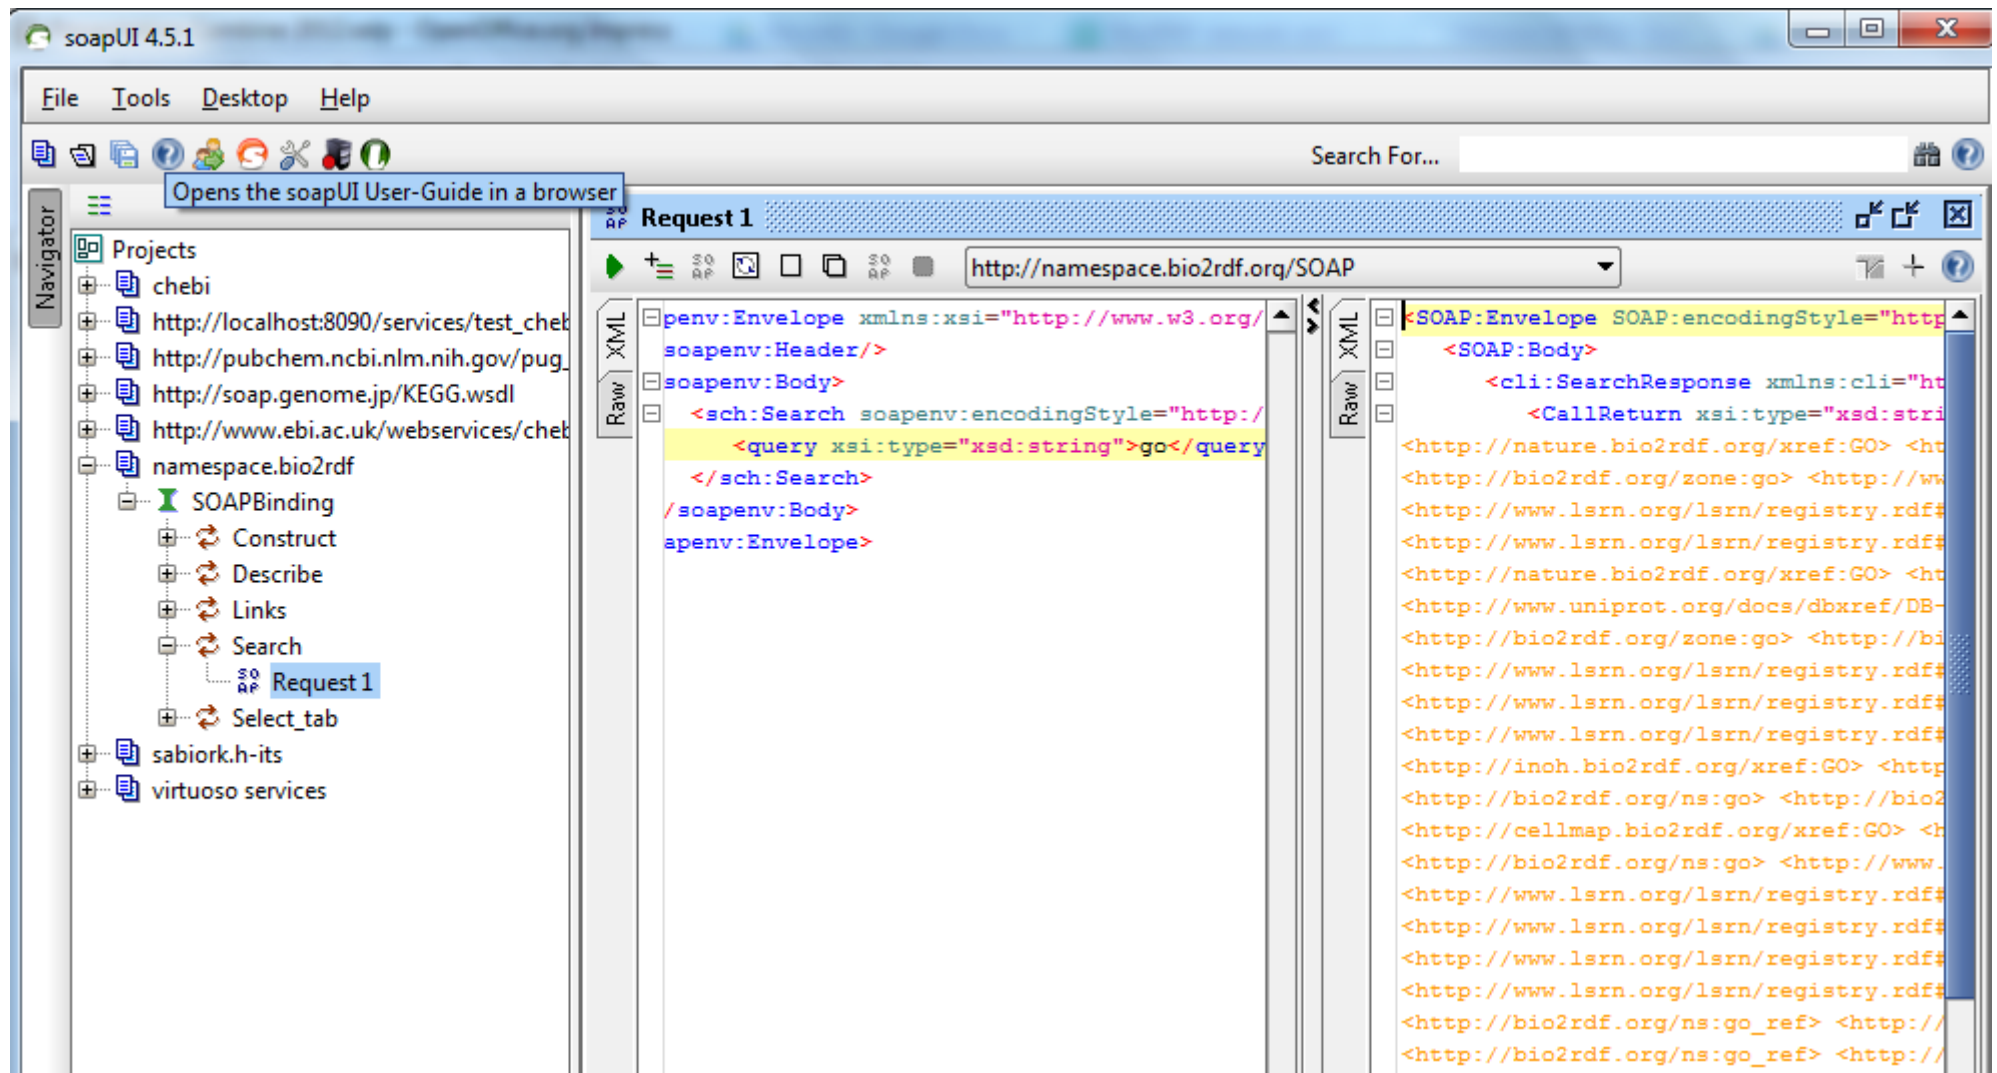 soapUI 4.5.1
File Tools Desktop Help
Search For...
Opens the soapUI User-Guide in a browser
Navigator
Projects
chebi
http://localhost:8090/services/test_cheb
http://pubchem.ncbi.nlm.nih.gov/pug_
http://soap.genome.jp/KEGG.wsdl
http://www.ebi.ac.uk/webservices/cheb
namespace.bio2rdf
SOAPBinding
Construct
Describe
Links
Search
SO AP Request 1
Select_tab
sabiork.h-its
virtuoso services
SO AP Request 1
SO AP SO AP http://namespace.bio2rdf.org/SOAP
XML
Raw
penv:Envelope xmlns:xsi="http://www.w3.org/
soapenv:Header/>
soapenv:Body>
<sch:Search soapenv:encodingStyle="http:/
<query xsi:type="xsd:string">go</query
</sch:Search>
/soapenv:Body>
apenv:Envelope>
XML
Raw
<SOAP:Envelope SOAP:encodingStyle="http
<SOAP:Body>
<cli:SearchResponse xmlns:cli="ht
<CallReturn xsi:type="xsd:stri
<http://nature.bio2rdf.org/xref:GO> <ht
<http://bio2rdf.org/zone:go> <http://ww
<http://www.lsrn.org/lsrn/registry.rdf#
<http://www.lsrn.org/lsrn/registry.rdf#
<http://nature.bio2rdf.org/xref:GO> <ht
<http://www.uniprot.org/docs/dbxref/DB-
<http://bio2rdf.org/zone:go> <http://bi
<http://www.lsrn.org/lsrn/registry.rdf#
<http://www.lsrn.org/lsrn/registry.rdf#
<http://www.lsrn.org/lsrn/registry.rdf#
<http://inoh.bio2rdf.org/xref:GO> <http
<http://bio2rdf.org/ns:go> <http://bio2
<http://cellmap.bio2rdf.org/xref:GO> <h
<http://bio2rdf.org/ns:go> <http://www.
<http://www.lsrn.org/lsrn/registry.rdf#
<http://www.lsrn.org/lsrn/registry.rdf#
<http://www.lsrn.org/lsrn/registry.rdf#
<http://www.lsrn.org/lsrn/registry.rdf#
<http://bio2rdf.org/ns:go_ref> <http://
<http://bio2rdf.org/ns:go_ref> <http://